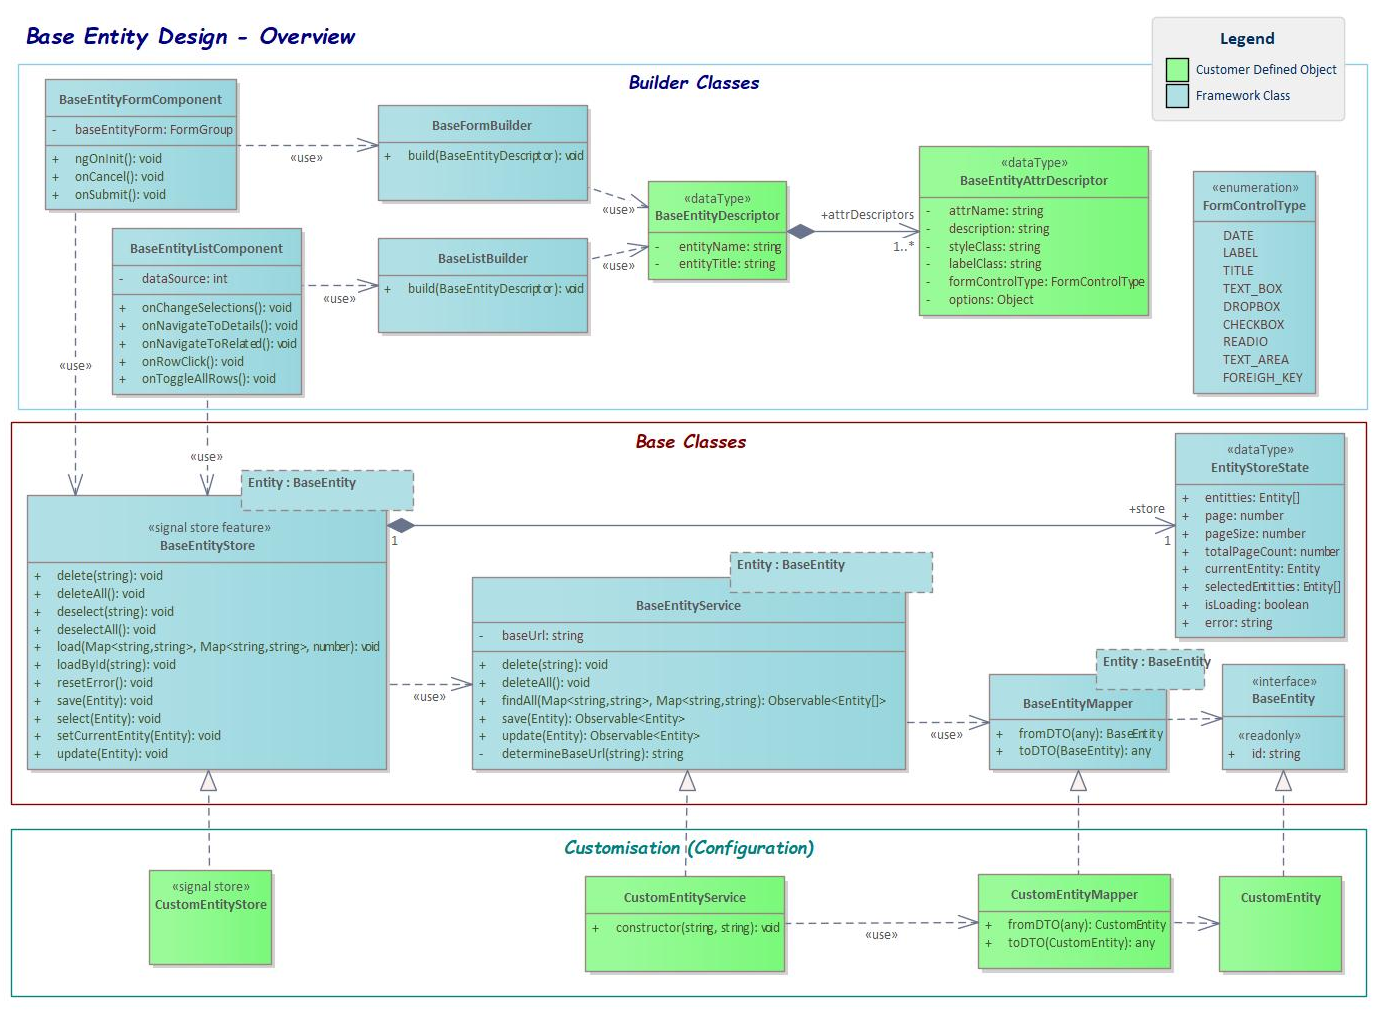 Base Entity Design - Overview
Legend
Customer Defined Object
Framework Class
Builder Classes
BaseEntityFormComponent
- baseEntityForm: FormGroup
+ ngOnInit(): void
+ onCancel(): void
+ onSubmit(): void
«use»
BaseFormBuilder
+ build(BaseEntityDescriptor): void
«use»
BaseEntityListComponent
- dataSource: int
+ onChangeSelections(): void
+ onNavigateToDetails(): void
+ onNavigateToRelated(): void
+ onRowClick(): void
+ onToggleAllRows(): void
«use»
BaseListBuilder
+ build(BaseEntityDescriptor): void
«use»
«dataType»
BaseEntityDescriptor
- entityName: string
- entityTitle: string
+attrDescriptors
1..*
«dataType»
BaseEntityAttrDescriptor
- attrName: string
- description: string
- styleClass: string
- labelClass: string
- formControlType: FormControlType
- options: Object
«enumeration»
FormControlType
DATE
LABEL
TITLE
TEXT_BOX
DROPBOX
CHECKBOX
READIO
TEXT_AREA
FOREIGH_KEY
«use»
«use»
Base Classes
Entity : BaseEntity
«signal store feature»
BaseEntityStore
+ delete(string): void
+ deleteAll(): void
+ deselect(string): void
+ deselectAll(): void
+ load(Map<string,string>, Map<string,string>, number): void
+ loadById(string): void
+ resetError(): void
+ save(Entity): void
+ select(Entity): void
+ setCurrentEntity(Entity): void
+ update(Entity): void
1
+store
1
«dataType»
EntityStoreState
+ entitties: Entity[]
+ page: number
+ pageSize: number
+ totalPageCount: number
+ currentEntity: Entity
+ selectedEntitties: Entity[]
+ isLoading: boolean
+ error: string
«use»
Entity : BaseEntity
BaseEntityService
- baseUrl: string
+ delete(string): void
+ deleteAll(): void
+ findAll(Map<string,string>, Map<string,string): Observable<Entity[]>
+ save(Entity): Observable<Entity>
+ update(Entity): Observable<Entity>
- determineBaseUrl(string): string
«use»
Entity : BaseEntity
BaseEntityMapper
+ fromDTO(any): BaseEntity
+ toDTO(BaseEntity): any
«interface»
BaseEntity
«readonly»
+ id: string
Customisation (Configuration)
«signal store»
CustomEntityStore
CustomEntityService
+ constructor(string, string): void
«use»
CustomEntityMapper
+ fromDTO(any): CustomEntity
+ toDTO(CustomEntity): any
CustomEntity